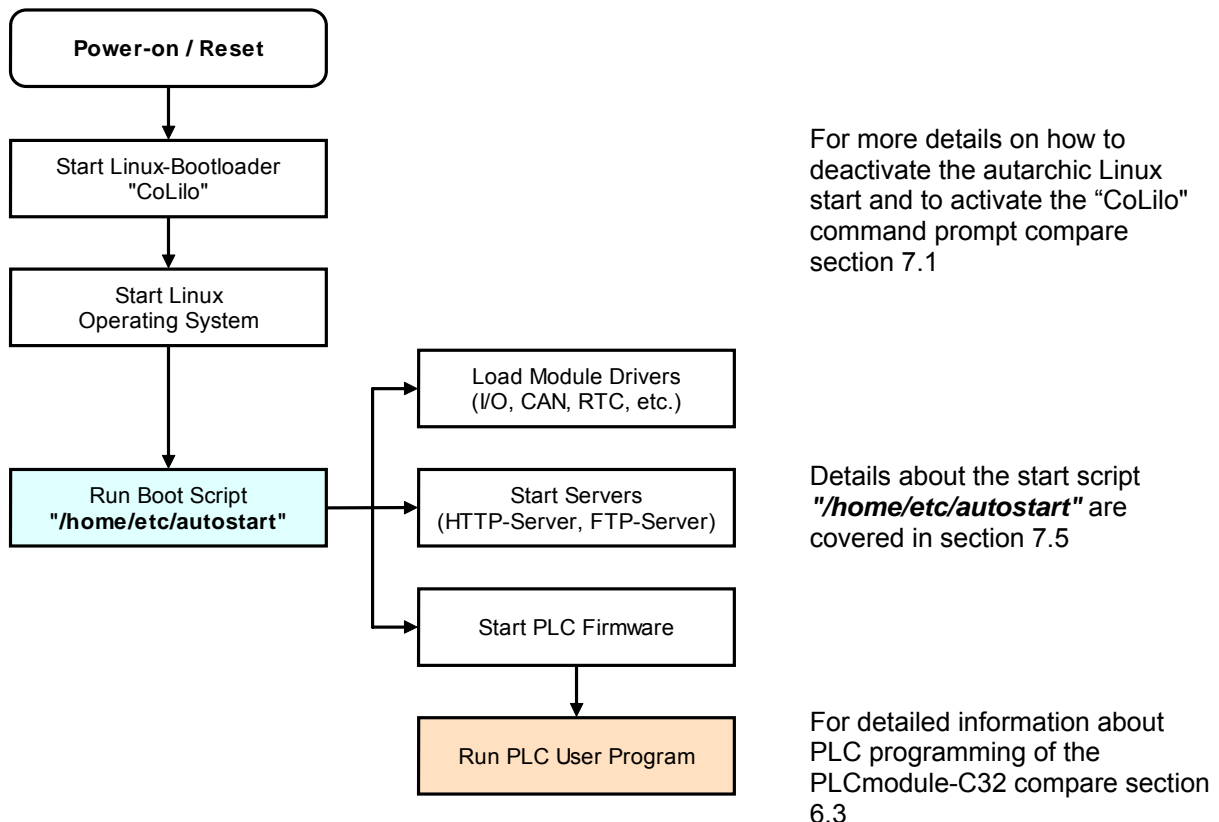 Power-on / Reset
Start Linux-Bootloader
"CoLilo"
Start Linux
Operating System
Run Boot Script
"/home/etc/autostart"
Load Module Drivers
(I/O, CAN, RTC, etc.)
Start Servers
(HTTP-Server, FTP-Server)
Start PLC Firmware
Run PLC User Program
For more details on how to
deactivate the autarchic Linux
start and to activate the “CoLilo"
command prompt compare
section 7.1
Details about the start script
"/home/etc/autostart" are
covered in section 7.5
For detailed information about
PLC programming of the
PLCmodule-C32 compare section
6.3